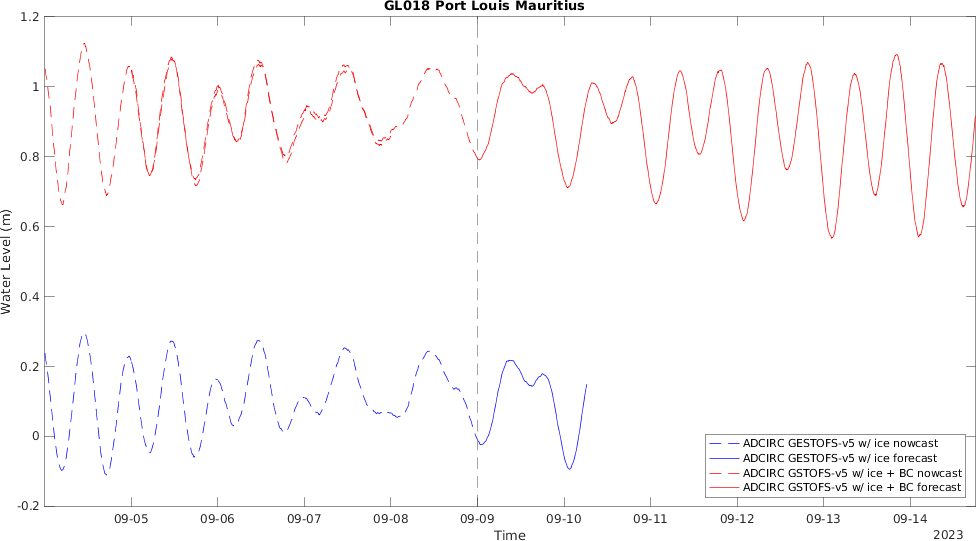 GL018 Port Louis Mauritius
1.2
1
0.8
0.6
0.4
0.2
0
-0.2
Water Level (m)
ADCIRC GESTOFS-v5 w/ ice nowcast
ADCIRC GESTOFS-v5 w/ ice forecast
ADCIRC GSTOFS-v5 w/ ice + BC nowcast
ADCIRC GSTOFS-v5 w/ ice + BC forecast
09-05 09-06 09-07 09-08 09-09 09-10 09-11 09-12 09-13 09-14
Time
2023